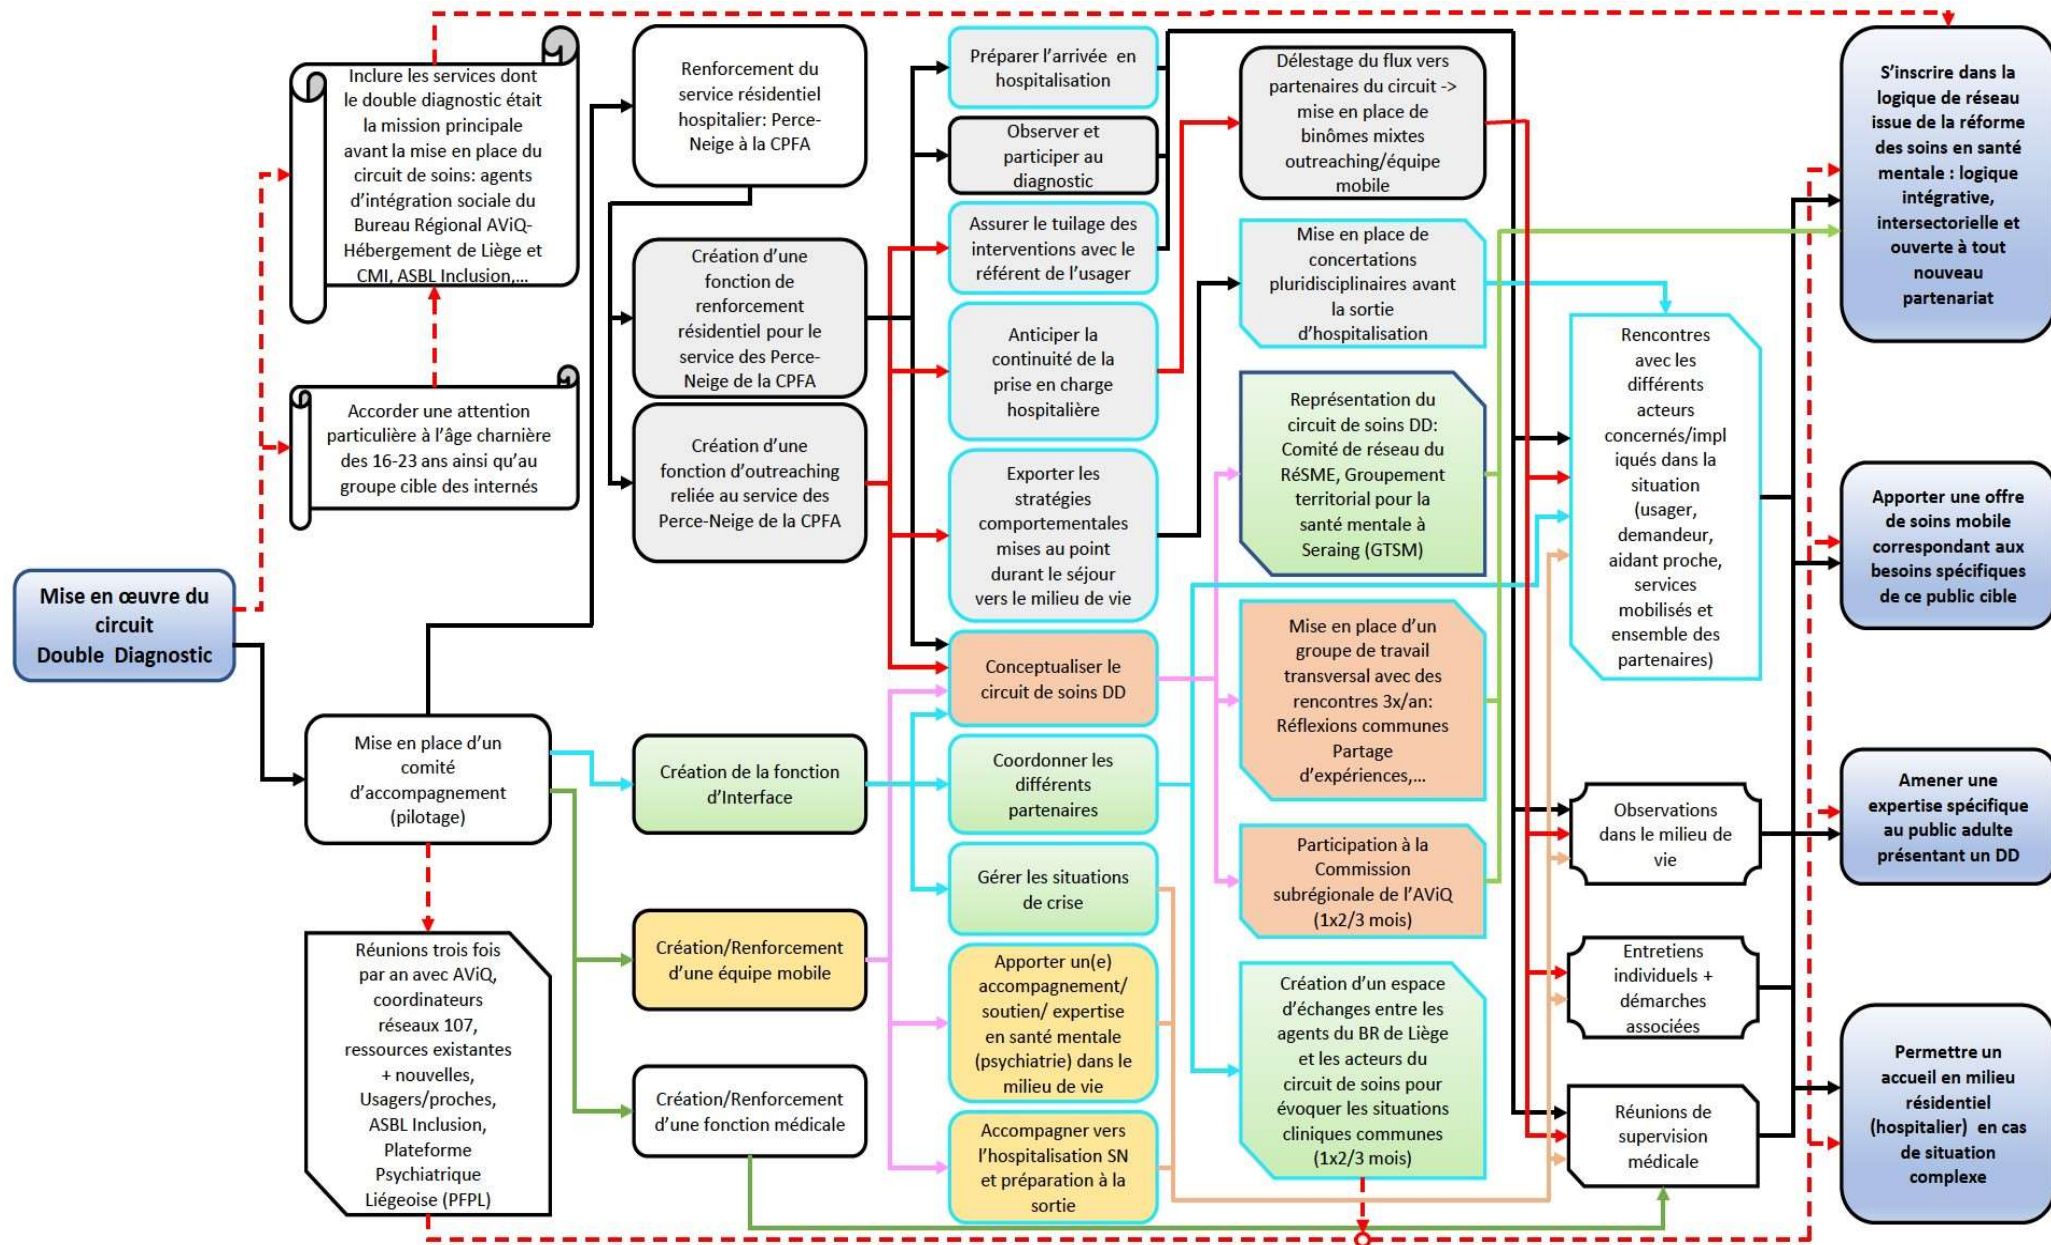 Mise en œuvre du
circuit
Double Diagnostic
Inclure les services dont
le double diagnostic était
la mission principale
avant la mise en place du
circuit de soins: agents
d'intégration sociale du
Bureau Régional AViQ-
Hébergement de Liège et
CMI, ASBL Inclusion,...
Accorder une attention
particulière à l'âge charnière
des 16-23 ans ainsi qu'au
groupe cible des internés
Mise en place d'un
comité
d'accompagnement
(pilotage)
Réunions trois fois
par an avec AViQ,
coordinateurs
réseaux 107,
ressources existantes
+ nouvelles,
Usagers/proches,
ASBL Inclusion,
Plateforme
Psychiatrique
Liégeoise (PFPL)
Renforcement du
service résidentiel
hospitalier: Perce-
Neige à la CPFA
Création d'une
fonction de
renforcement
résidentiel pour le
service des Perce-
Neige de la CPFA
Création d'une
fonction d'outreaching
reliée au service des
Perce-Neige de la CPFA
Création de la fonction
d'Interface
Création/Renforcement
d'une équipe mobile
Création/Renforcement
d'une fonction médicale
Préparer l'arrivée en
hospitalisation
Observer et
participer au
diagnostic
Assurer le tuilage des
interventions avec le
référent de l'usager
Anticiper la
continuité de la
prise en charge
hospitalière
Exporter les
stratégies
comportementales
mises au point
durant le séjour
vers le milieu de vie
Conceptualiser le
circuit de soins DD
Coordonner les
différents
partenaires
Gérer les situations
de crise
Apporter un(e)
accompagnement/
soutien/ expertise
en santé mentale
(psychiatrie) dans le
milieu de vie
Accompagner vers
l'hospitalisation SN
et préparation à la
sortie
Délestage du flux vers
partenaires du circuit ->
mise en place de
binômes mixtes
outreaching/équipe
mobile
Mise en place de
concertations
pluridisciplinaires avant
la sortie
d'hospitalisation
Représentation du
circuit de soins DD:
Comité de réseau du
RéSME, Groupement
territorial pour la
santé mentale à
Seraing (GTSM)
Mise en place d'un
groupe de travail
transversal avec des
rencontres 3x/an:
Réflexions communes
Partage
d'expériences,...
Participation à la
Commission
subrégionale de l'AViQ
(1x2/3 mois)
Création d'un espace
d'échanges entre les
agents du BR de Liège
et les acteurs du
circuit de soins pour
évoquer les situations
cliniques communes
(1x2/3 mois)
Rencontres
avec les
différents
acteurs
concernés/impl
iqués dans la
situation
(usager,
demandeur,
aidant proche,
services
mobilisés et
ensemble des
partenaires)
Observations
dans le milieu de
vie
Entretiens
individuels +
démarches
associées
Réunions de
supervision
médicale
S'inscrire dans la
logique de réseau
issue de la réforme
des soins en santé
mentale : logique
intégrative,
intersectorielle et
ouverte à tout
nouveau
partenariat
Apporter une offre
de soins mobile
correspondant aux
besoins spécifiques
de ce public cible
Amener une
expertise spécifique
au public adulte
présentant un DD
Permettre un
accueil en milieu
résidentiel
(hospitalier) en cas
de situation
complexe